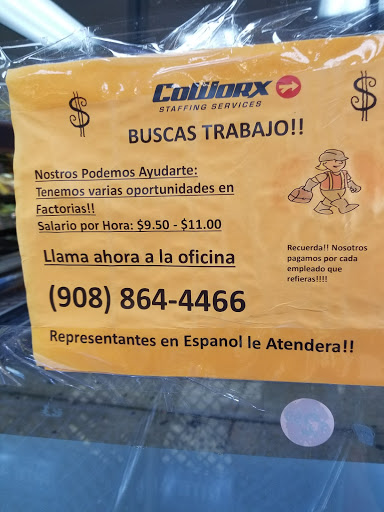 $
CoWorx
$
STAFFING SERVICES
BUSCAS TRABAJO!!
Nostros Podemos Ayudarte:
Tenemos varias oportunidades en
Factorias!!
Salario por Hora: $9.50 - $11.00
Llama ahora a la oficina
(908) 864-4466
Recuerda!! Nosotros
pagamos por cada
empleado que
refieras!!!!
Representantes en Espanol le Atendera!!